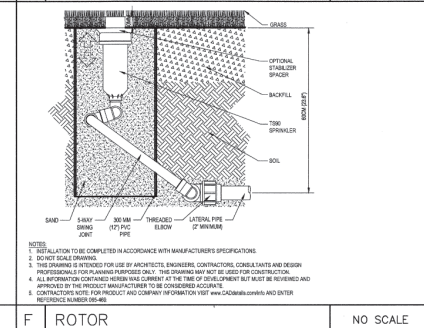 GRASS
OPTIONAL
STABILIZER
SPACER
BACKFILL
60CM (23.6")
TS90
SPRINKLER
SOIL
SAND
5-WAY
SWING
JOINT
300 MM
(12") PVC
PIPE
THREADED
ELBOW
LATERAL PIPE
(2" MINIMUM)
NOTES:
1. INSTALLATION TO BE COMPLETED IN ACCORDANCE WITH MANUFACTURER'S SPECIFICATIONS.
2. DO NOT SCALE DRAWING.
3. THIS DRAWING IS INTENDED FOR USE BY ARCHITECTS, ENGINEERS, CONTRACTORS, CONSULTANTS AND DESIGN
PROFESSIONALS FOR PLANNING PURPOSES ONLY. THIS DRAWING MAY NOT BE USED FOR CONSTRUCTION.
4. ALL INFORMATION CONTAINED HEREIN WAS CURRENT AT THE TIME OF DEVELOPMENT BUT MUST BE REVIEWED AND
APPROVED BY THE PRODUCT MANUFACTURER TO BE CONSIDERED ACCURATE.
5. CONTRACTOR'S NOTE: FOR PRODUCT AND COMPANY INFORMATION VISIT www.CADdetails.com/info AND ENTER
REFERENCE NUMBER 065-469.
F ROTOR
NO SCALE